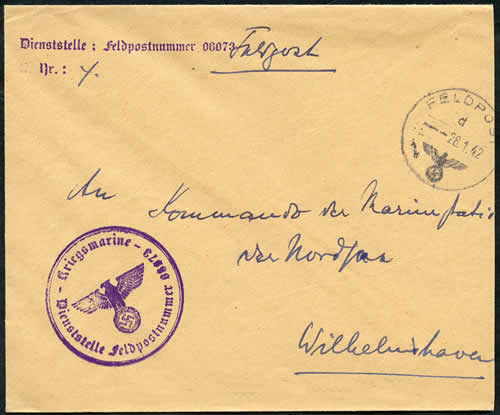 Dienststelle : Feldpostnummer 06073 Feldpost
Nr. : 4.
FELDPOST
d
-28.1.42
An Kommando der Marinestation
der Nordsee
Wilhelmshaven
- Kriegsmarine -
Dienststelle Feldpostnummer 06073